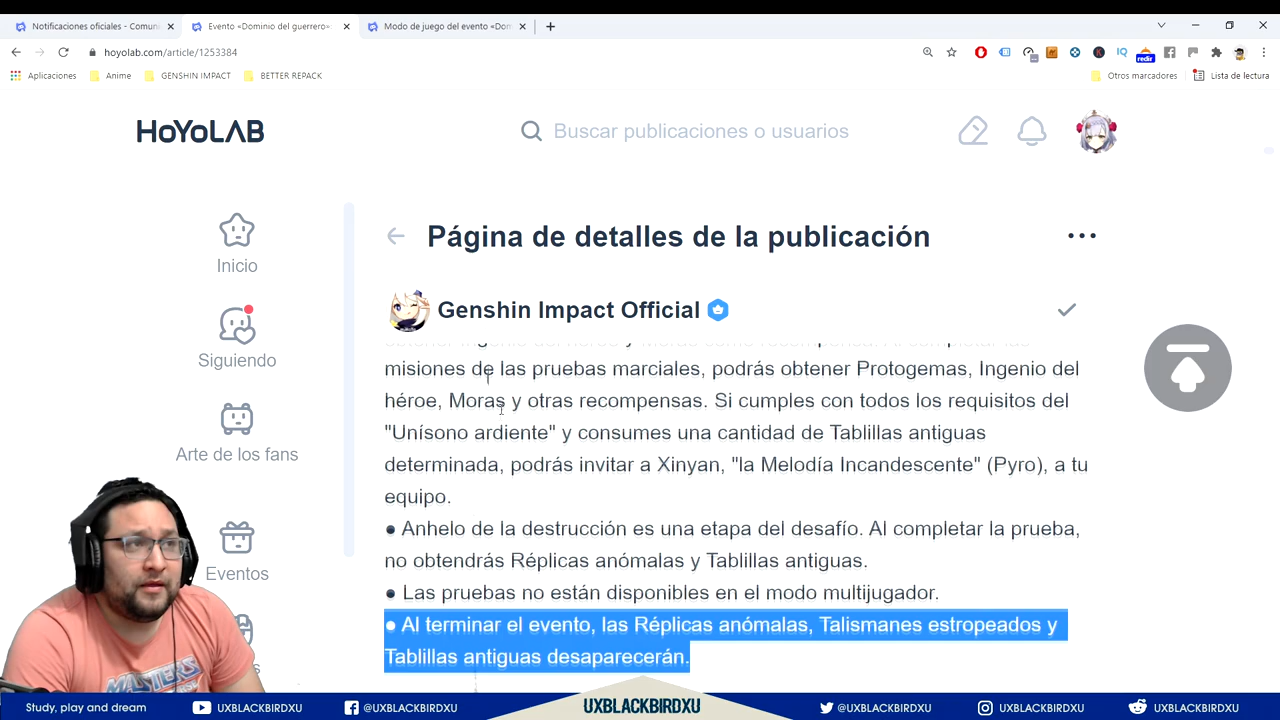 Notificaciones oficiales - Comuni
Evento «Dominio del guerrero»
Modo de juego del evento «Dom
hoyolab.com/article/1253384
IQ
redir
Aplicaciones
Anime
GENSHIN IMPACT
BETTER REPACK
Otros marcadores
Lista de lectura
HoYoLAB
Buscar publicaciones o usuarios
Inicio
Siguiendo
Arte de los fans
Eventos
Página de detalles de la publicación
Genshin Impact Official
misiones de las pruebas marciales, podrás obtener Protogemas, Ingenio del
héroe, Moras y otras recompensas. Si cumples con todos los requisitos del
"Unísono ardiente" y consumes una cantidad de Tablillas antiguas
determinada, podrás invitar a Xinyan, "la Melodía Incandescente" (Pyro), a tu
equipo.
● Anhelo de la destrucción es una etapa del desafío. Al completar la prueba,
no obtendrás Réplicas anómalas y Tablillas antiguas.
● Las pruebas no están disponibles en el modo multijugador.
● Al terminar el evento, las Réplicas anómalas, Talismanes estropeados y
Tablillas antiguas desaparecerán.
MASTERS
Study, play and dream
UXBLACKBIRDXU
@UXBLACKBIRDXU
UXBLACKBIRDXU
@UXBLACKBIRDXU
UXBLACKBIRDXU
UXBLACKBIRDXU